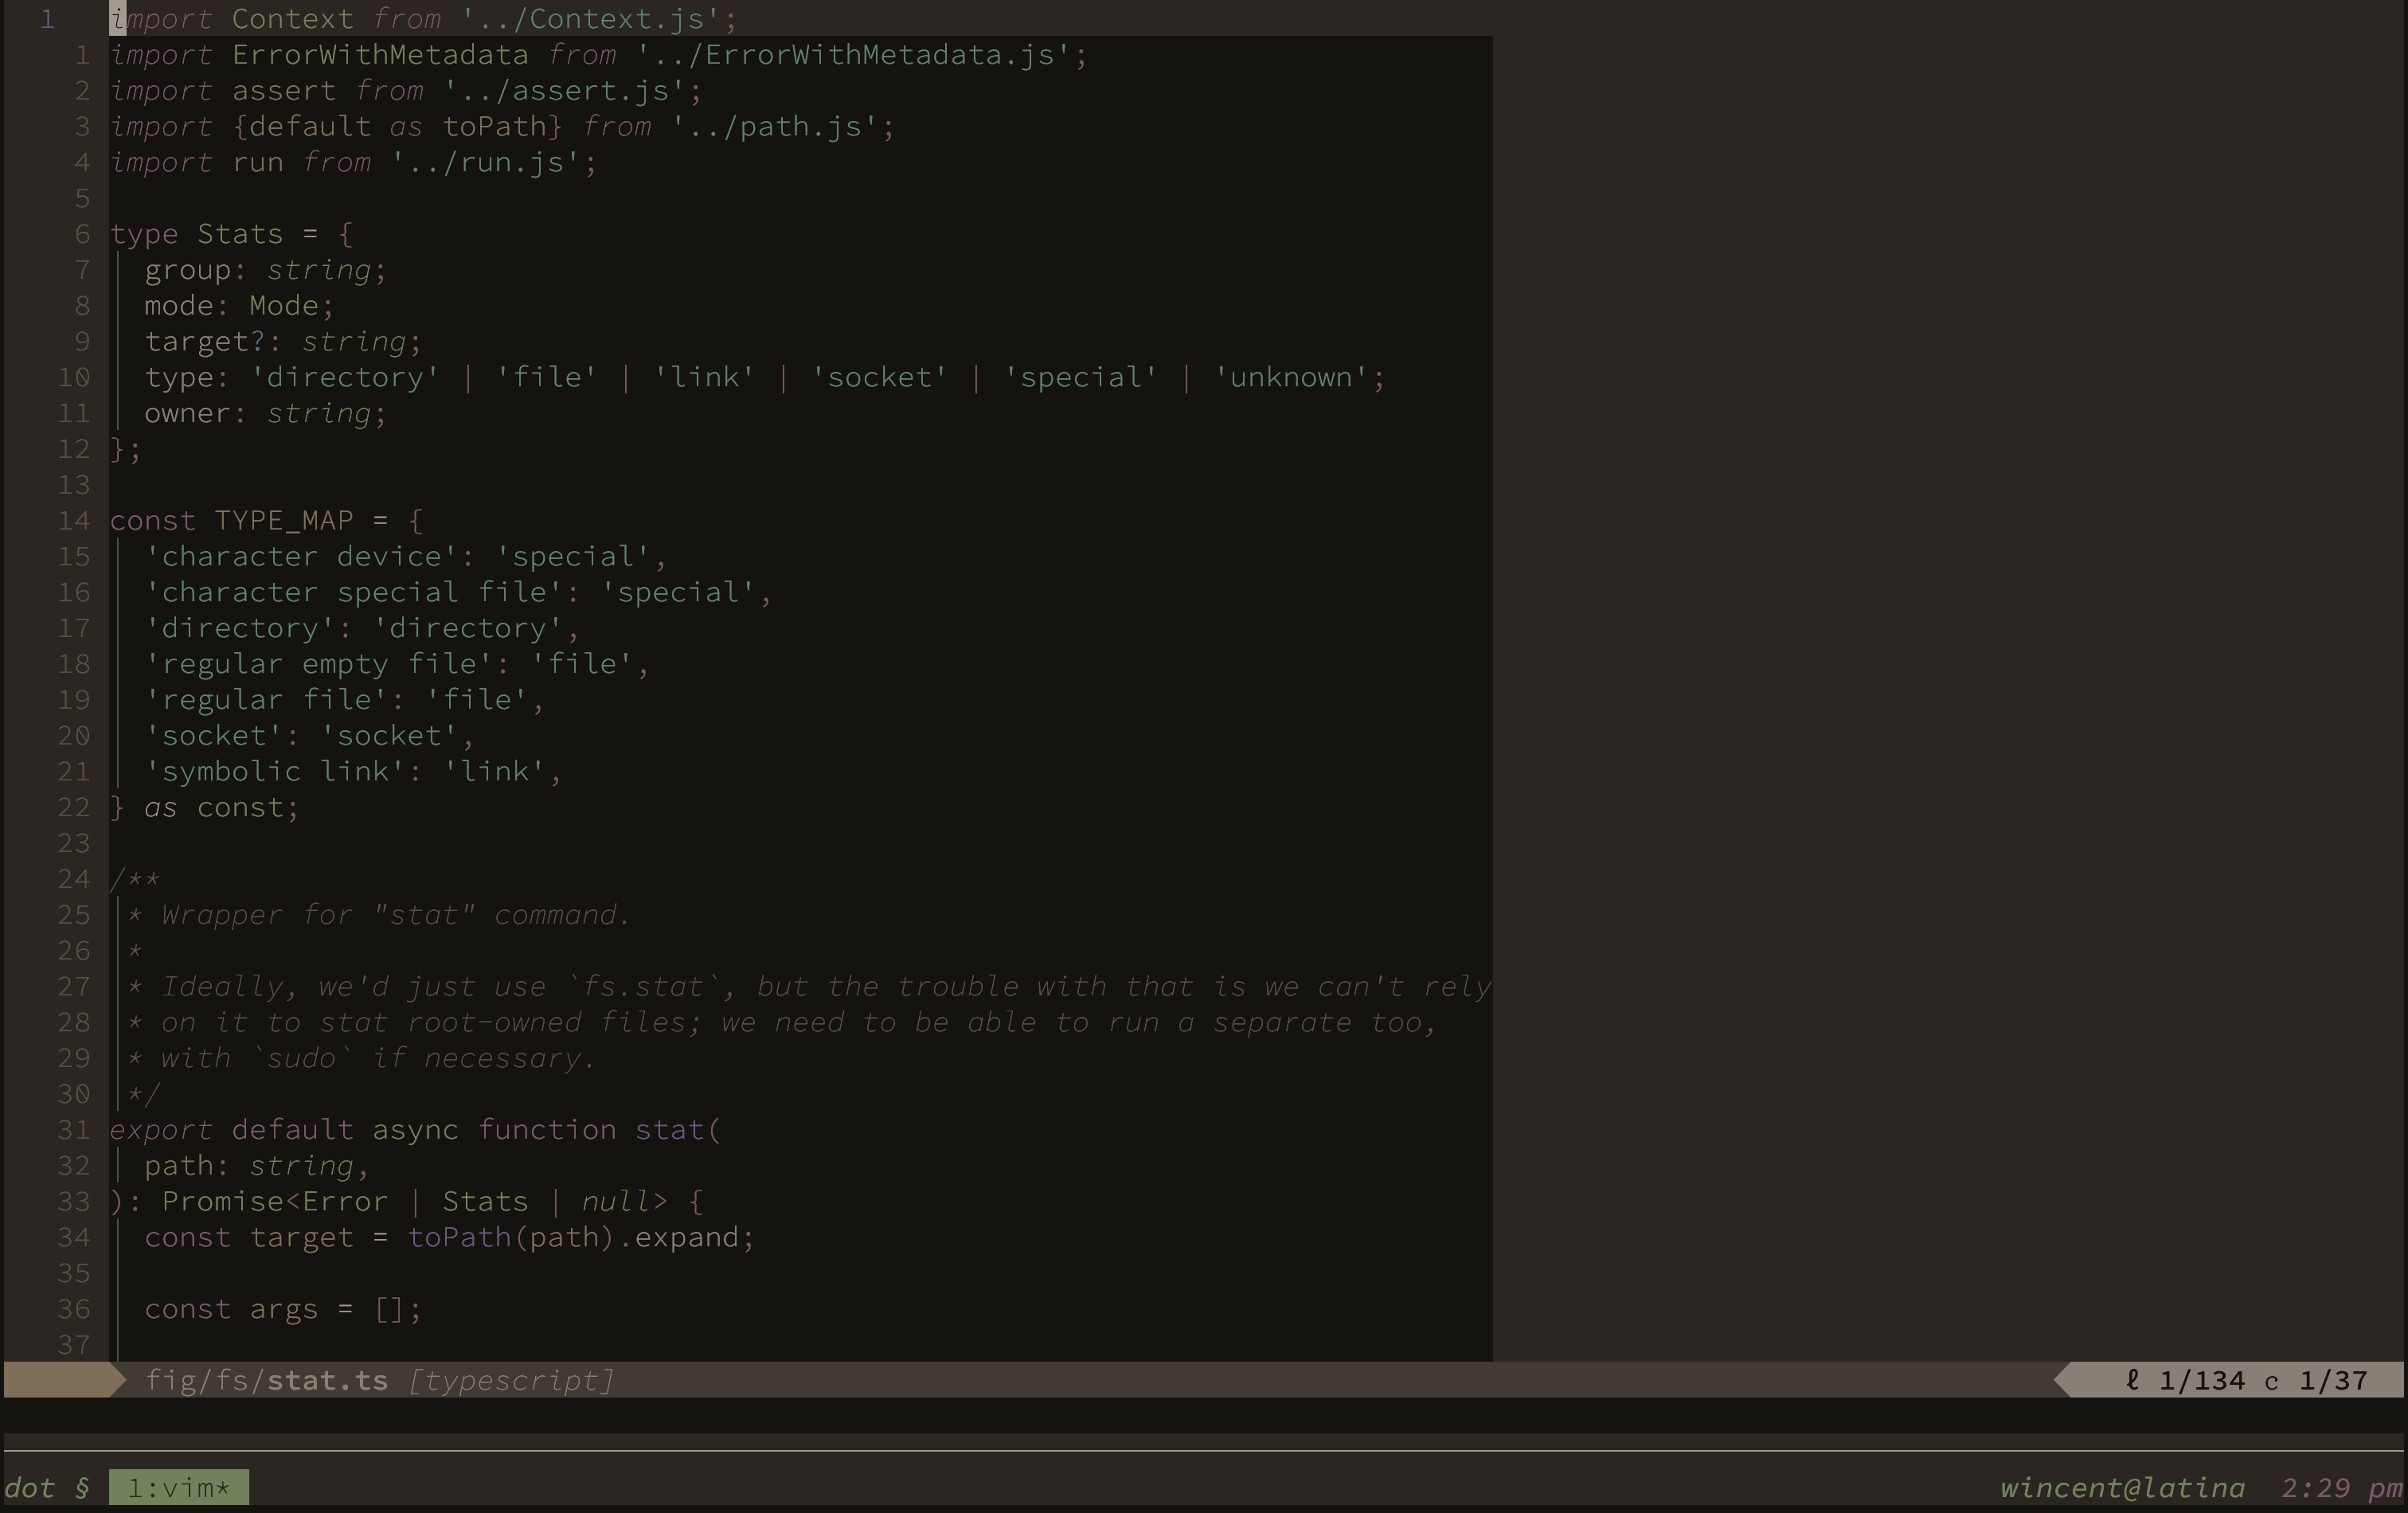 1 import Context from '../Context.js';
1 import ErrorWithMetadata from '../ErrorWithMetadata.js';
2 import assert from '../assert.js';
3 import {default as toPath} from '../path.js';
4 import run from '../run.js';
5
6 type Stats = {
7   group: string;
8   mode: Mode;
9   target?: string;
10   type: 'directory' | 'file' | 'link' | 'socket' | 'special' | 'unknown';
11   owner: string;
12 };
13
14 const TYPE_MAP = {
15   'character device': 'special',
16   'character special file': 'special',
17   'directory': 'directory',
18   'regular empty file': 'file',
19   'regular file': 'file',
20   'socket': 'socket',
21   'symbolic link': 'link',
22 } as const;
23
24 /**
25  * Wrapper for "stat" command.
26  *
27  * Ideally, we'd just use `fs.stat`, but the trouble with that is we can't rely
28  * on it to stat root-owned files; we need to be able to run a separate too,
29  * with `sudo` if necessary.
30  */
31 export default async function stat(
32   path: string,
33 ): Promise<Error | Stats | null> {
34   const target = toPath(path).expand;
35
36   const args = [];
37
fig/fs/stat.ts [typescript] ℓ 1/134 c 1/37
dot § 1:vim* wincent@latina 2:29 pm